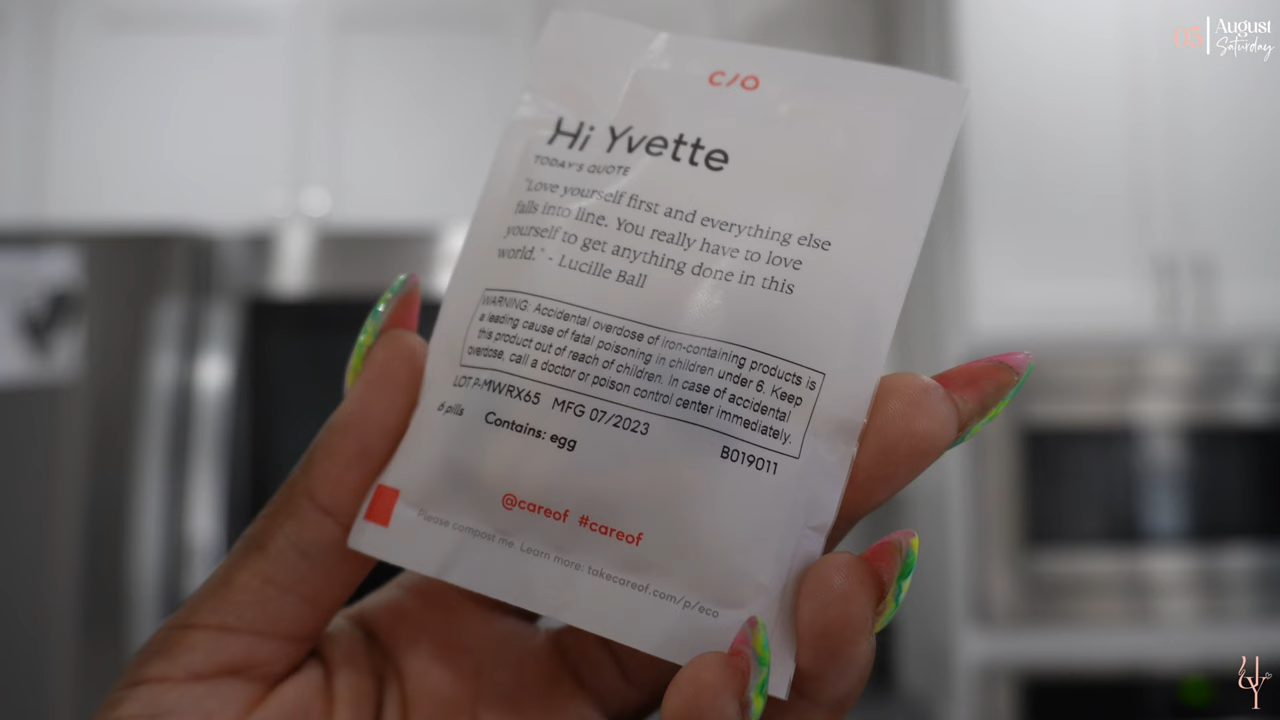 05
August
Saturday
C/O
Hi Yvette
TODAY'S QUOTE
"Love yourself first and everything else
falls into line. You really have to love
yourself to get anything done in this
world." - Lucille Ball
WARNING: Accidental overdose of iron-containing products is
a leading cause of fatal poisoning in children under 6. Keep
this product out of reach of children. In case of accidental
overdose, call a doctor or poison control center immediately.
LOT P-MWRX65 MFG 07/2023 B019011
6 pills Contains: egg
@careof #careof
Please compost me. Learn more: takecareof.com/p/eco